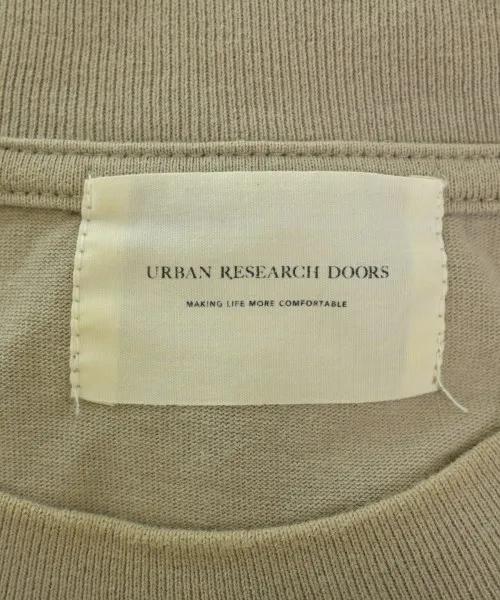 URBAN RESEARCH DOORS
MAKING LIFE MORE COMFORTABLE